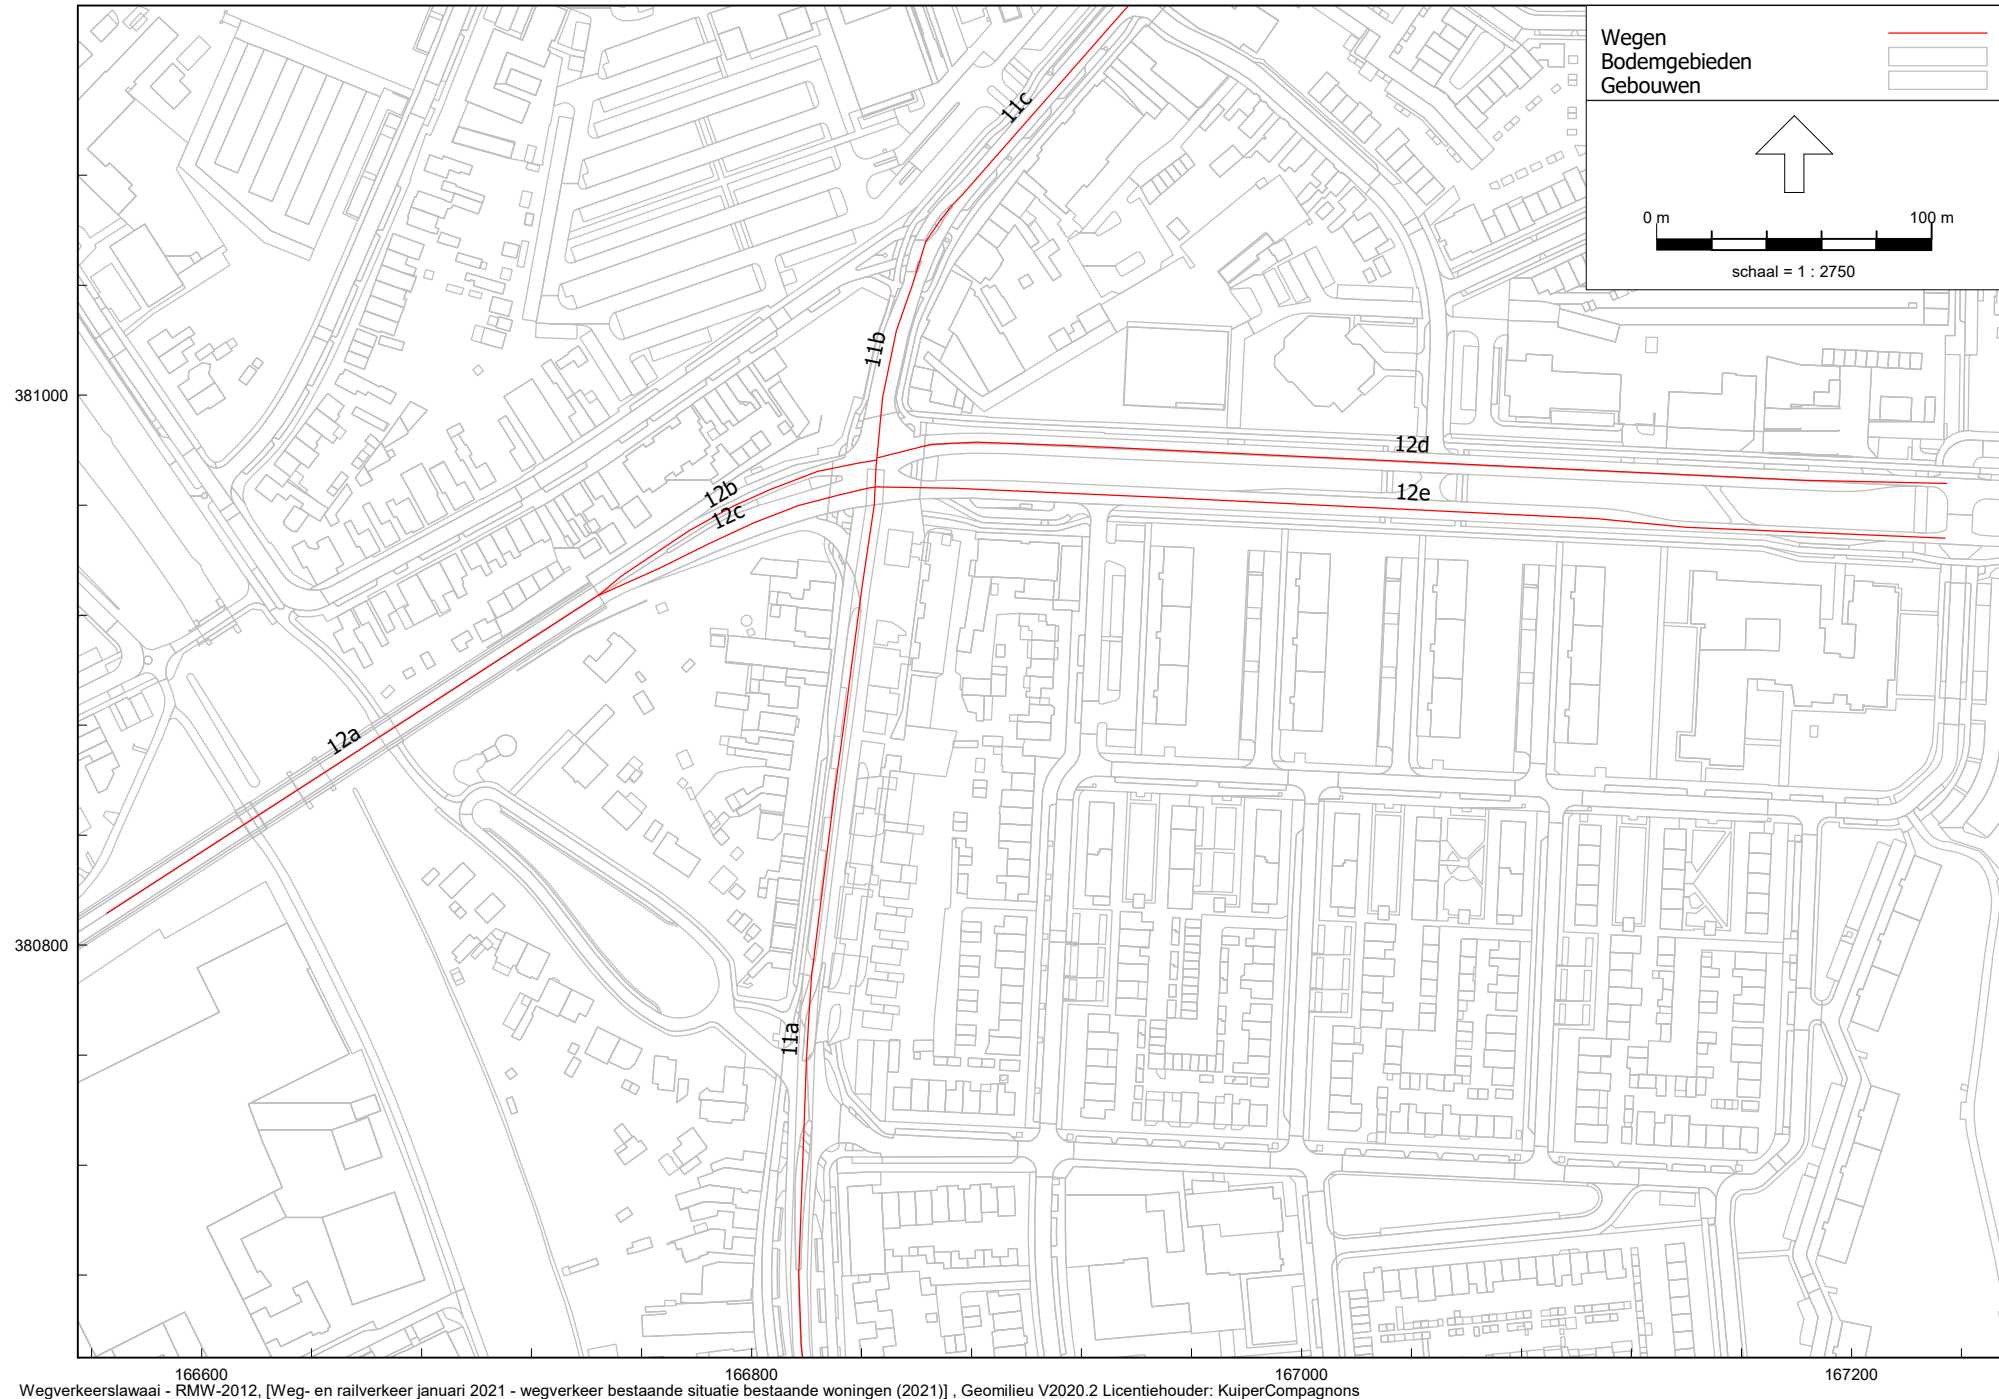 Wegen
Bodemgebieden
Gebouwen
0 m 100 m
schaal = 1 : 2750
11c
11b
381000
12d
12b
12e
12c
12a
380800
11a
166600 166800 167000 167200
Wegverkeerslawaai - RMW-2012, [Weg- en railverkeer januari 2021 - wegverkeer bestaande situatie bestaande woningen (2021)] , Geomilieu V2020.2 Licentiehouder: KuiperCompagnons